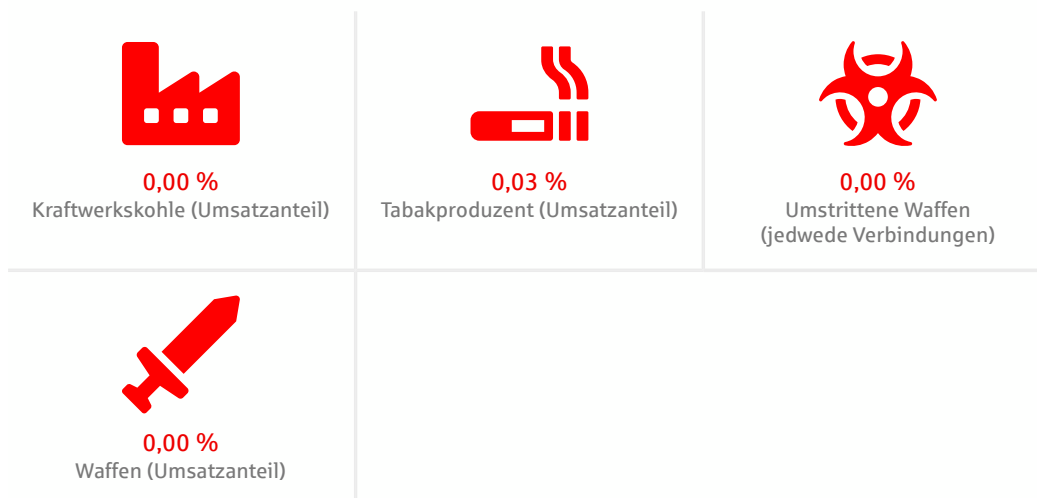 0,00 %
Kraftwerkskohle (Umsatzanteil)
0,03 %
Tabakproduzent (Umsatzanteil)
0,00 %
Umstrittene Waffen
(jedwede Verbindungen)
0,00 %
Waffen (Umsatzanteil)